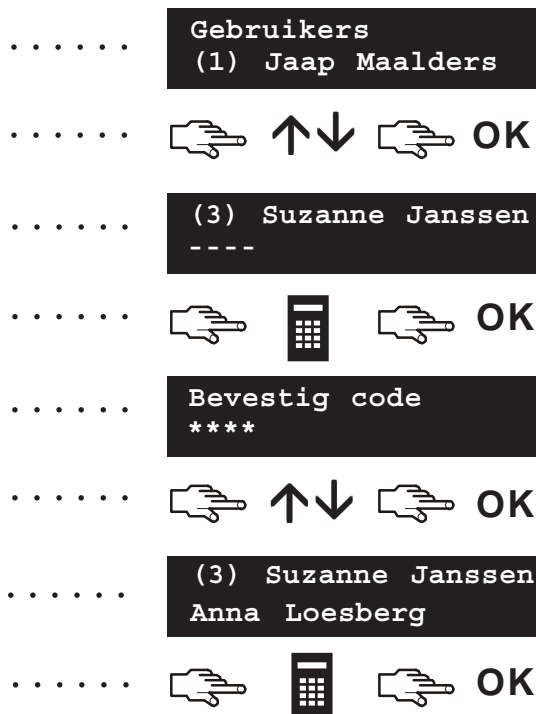 Gebruikers
(1) Jaap Maalders
OK
(3) Suzanne Janssen
----
OK
Bevestig code
****
OK
(3) Suzanne Janssen
Anna Loesberg
OK